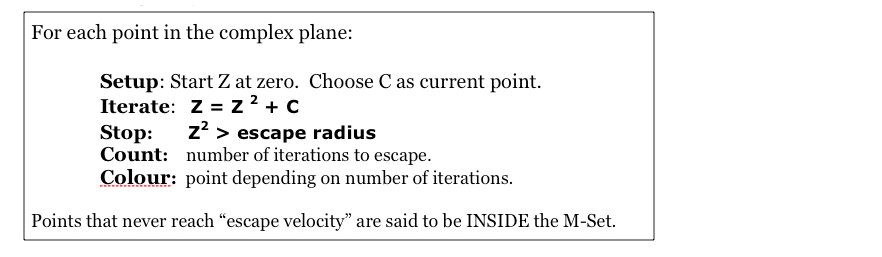 For each point in the complex plane:
Setup: Start Z at zero. Choose C as current point.
Iterate: Z = Z ² + C
Stop: Z² > escape radius
Count: number of iterations to escape.
Colour: point depending on number of iterations.
Points that never reach “escape velocity” are said to be INSIDE the M-Set.